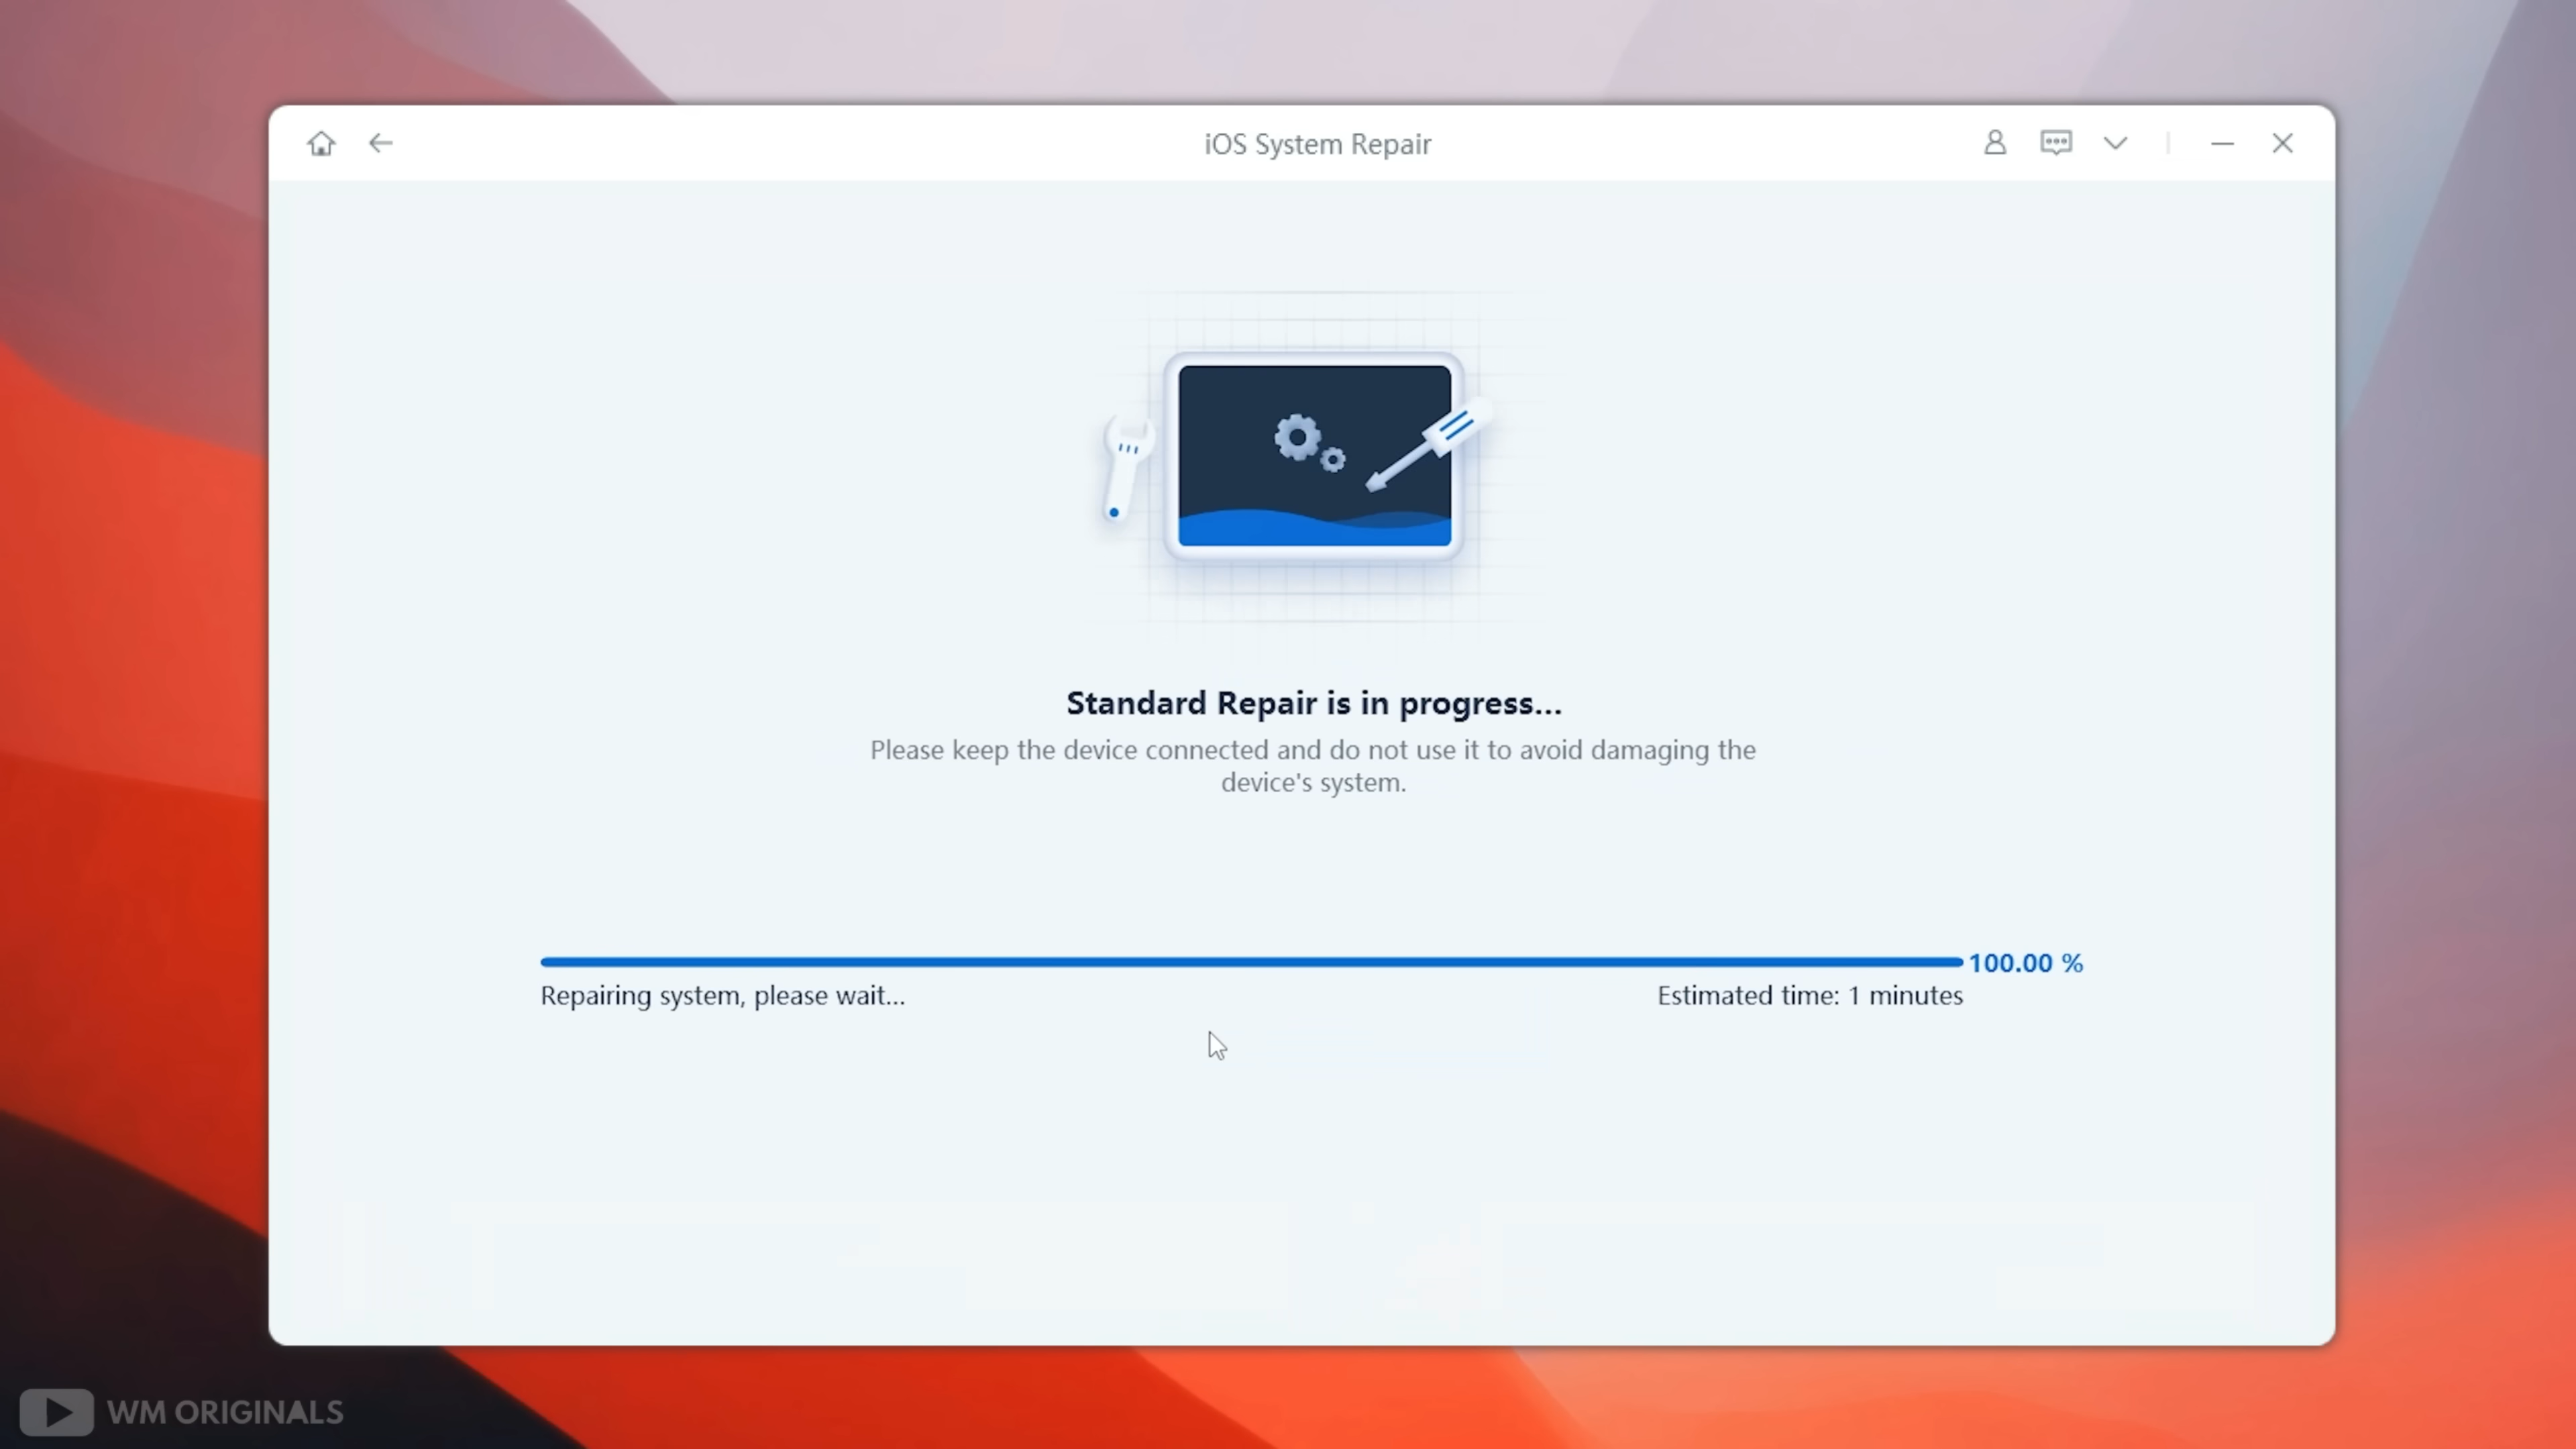 iOS System Repair
Standard Repair is in progress...
Please keep the device connected and do not use it to avoid damaging the
device's system.
100.00 %
Repairing system, please wait...
Estimated time: 1 minutes
WM ORIGINALS